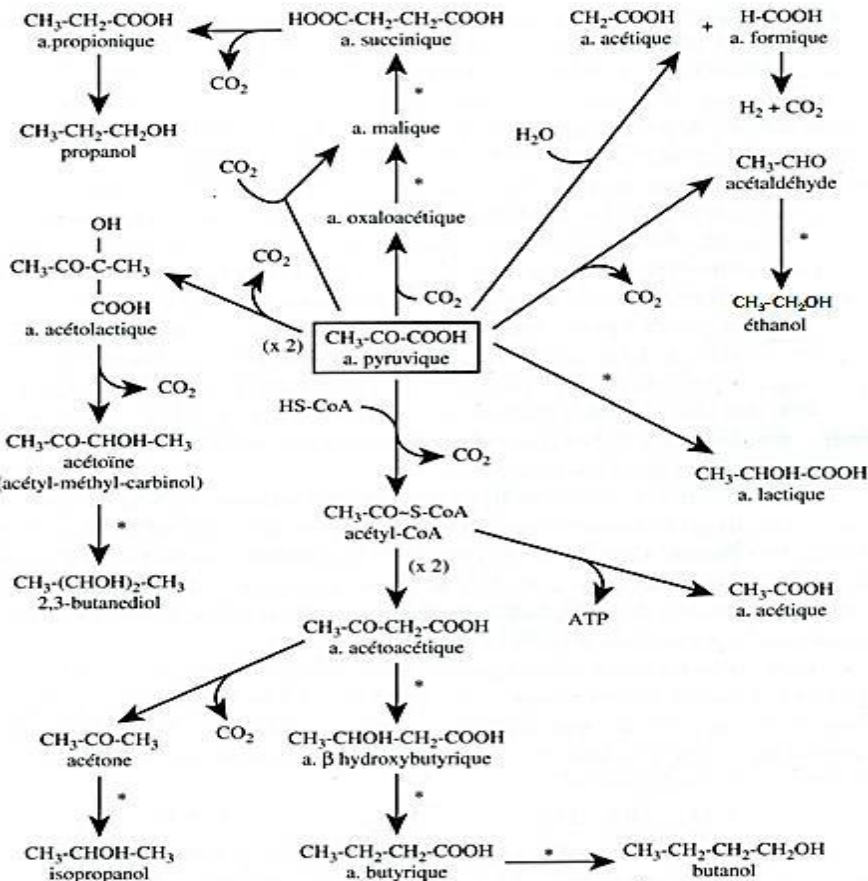 CH₃-CH₂-COOH
a.propionique
HOOC-CH₂-CH₂-COOH
a. succinique
CH₂-COOH
a. acétique
+
H-COOH
a. formique
CO₂
H₂ + CO₂
CH₃-CH₂-CH₂OH
propanol
*
a. malique
H₂O
CO₂
CH₃-CHO
acétaldéhyde
*
a. oxaloacétique
*
OH
CH₃-CO-C-CH₃
COOH
a. acétolactique
CO₂
CO₂
CO₂
CH₃-CH₂OH
éthanol
(x 2)
CH₃-CO-COOH
a. pyruvique
*
CO₂
HS-CoA
CO₂
CH₃-CO-CHOH-CH₃
acétoïne
(acétyl-méthyl-carbinol)
CH₃-CHOH-COOH
a. lactique
CH₃-CO~S-CoA
acétyl-CoA
*
(x 2)
CH₃-(CHOH)₂-CH₃
2,3-butanediol
ATP
CH₃-COOH
a. acétique
CH₃-CO-CH₂-COOH
a. acétoacétique
*
CO₂
CH₃-CO-CH₃
acétone
CH₃-CHOH-CH₂-COOH
a. β hydroxybutyrique
*
*
CH₃-CHOH-CH₃
isopropanol
CH₃-CH₂-CH₂-COOH
a. butyrique
*
CH₃-CH₂-CH₂-CH₂OH
butanol